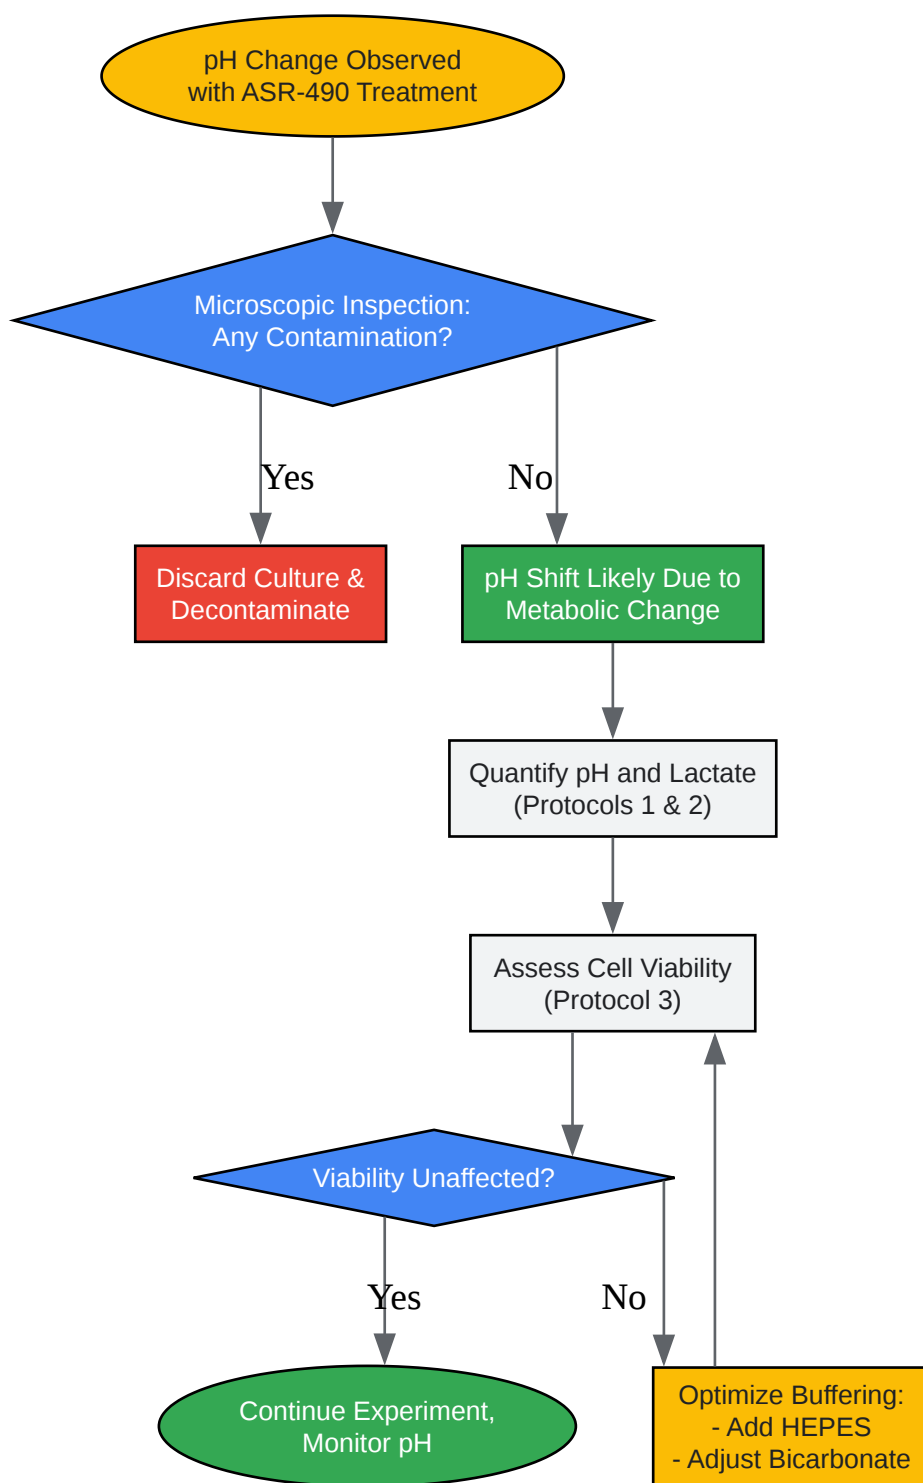 pH Change Observed
with ASR-490 Treatment
Microscopic Inspection:
Any Contamination?
Yes
No
Discard Culture &
Decontaminate
pH Shift Likely Due to
Metabolic Change
Quantify pH and Lactate
(Protocols 1 & 2)
Assess Cell Viability
(Protocol 3)
Viability Unaffected?
Yes
No
Continue Experiment,
Monitor pH
Optimize Buffering:
- Add HEPES
- Adjust Bicarbonate